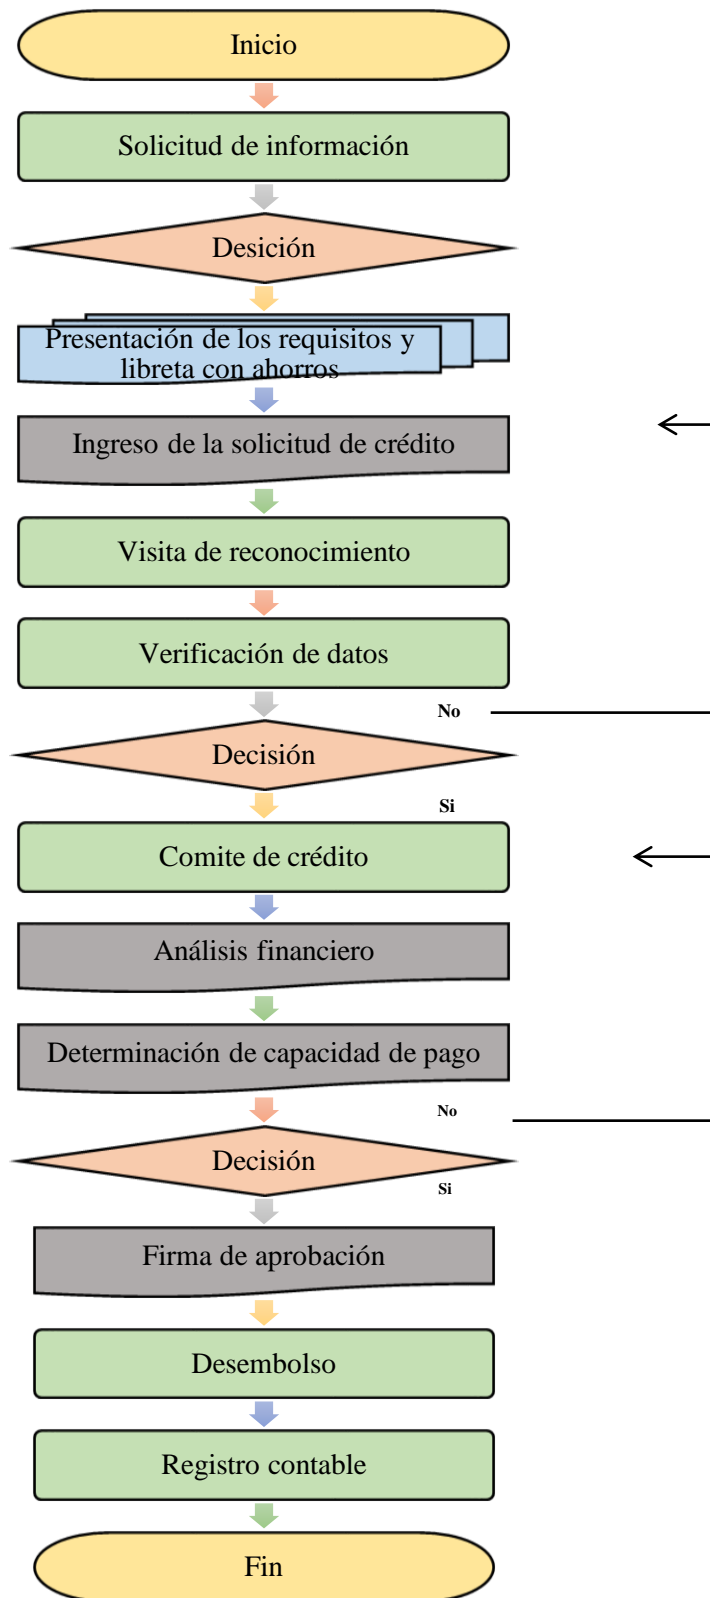 Inicio
Solicitud de información
Desición
Presentación de los requisitos y
libreta con ahorros
Ingreso de la solicitud de crédito
Visita de reconocimiento
Verificación de datos
No
Decisión
Si
Comite de crédito
Análisis financiero
Determinación de capacidad de pago
No
Decisión
Si
Firma de aprobación
Desembolso
Registro contable
Fin